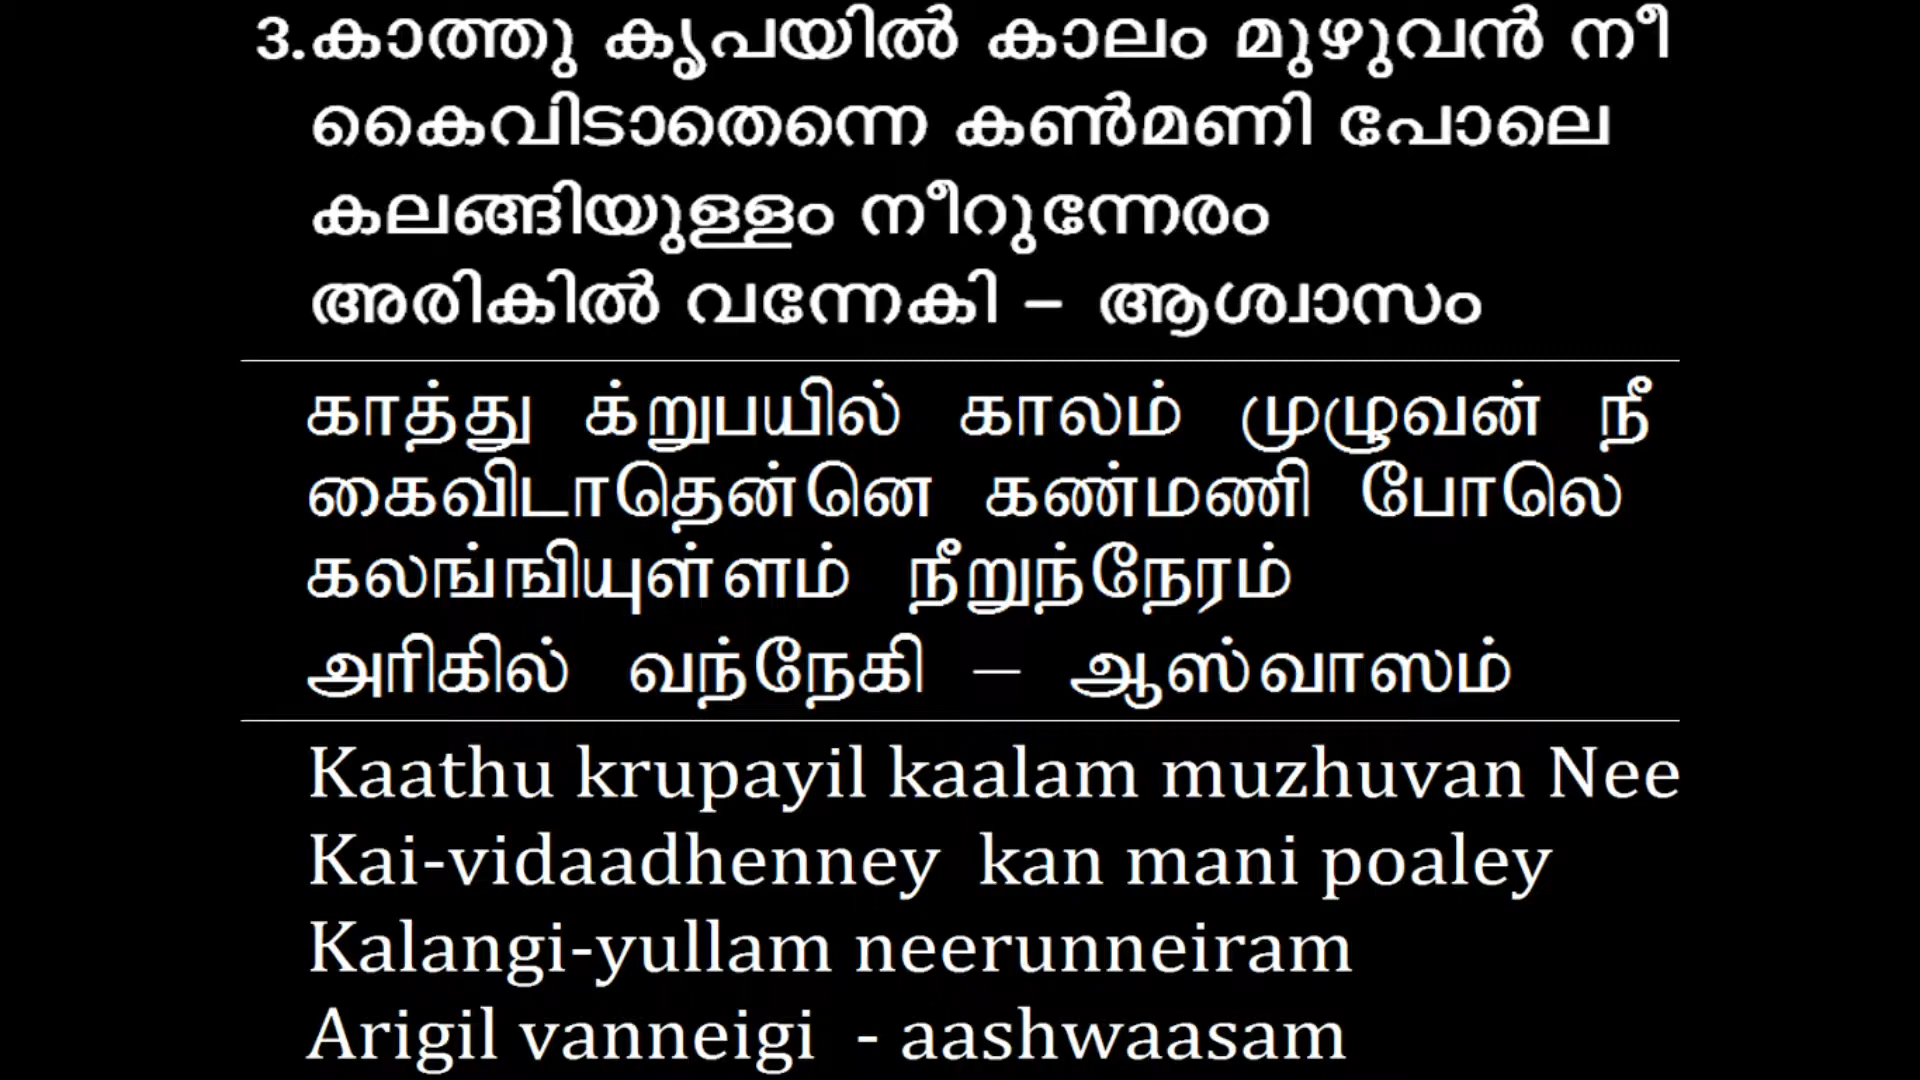 3.കാത്തു കൃപയിൽ കാലം മുഴുവൻ നീ
കൈവിടാതെന്നെ കൺമണി പോലെ
കലങ്ങിയുള്ളം നീറുന്നേരം
അരികിൽ വന്നേകി – ആശ്വാസം
காத்து க்றுபயில் காலம் முழுவன் நீ
கைவிடாதென்னெ கண்மணி போலெ
கலங்ஙியுள்ளம் நீறுந்நேரம்
அரிகில் வந்நேகி – ஆஸ்வாஸம்
Kaathu krupayil kaalam muzhuvan Nee
Kai-vidaadhenney kan mani poaley
Kalangi-yullam neerunneiram
Arigil vanneigi - aashwaasam